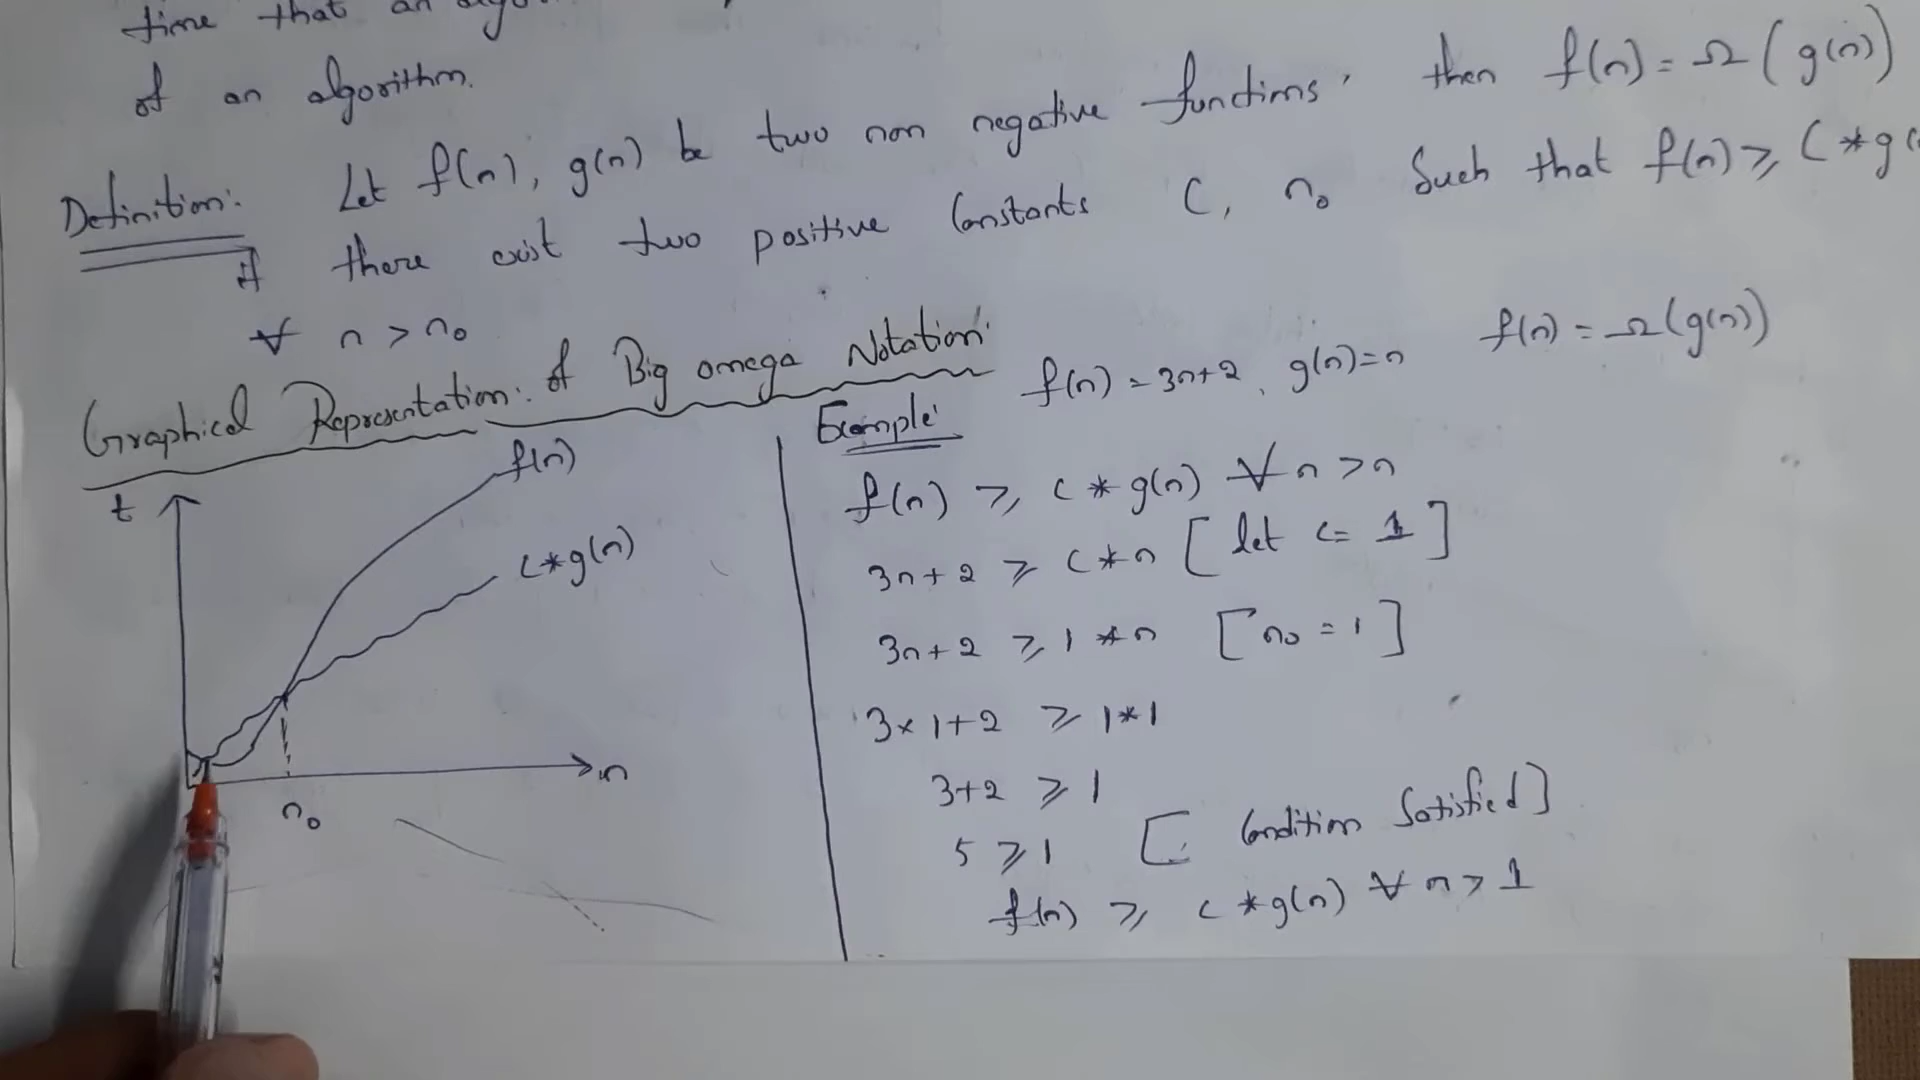 time that an
of an algorithm.
Definition: Let f(n), g(n) be two non negative functions, then f(n) = Ω(g(n))
if there exist two positive Constants C, n₀ Such that f(n) ≥ C*g(
∀ n > n₀
Graphical Representation: of Big omega Notation:
t
f(n)
C*g(n)
n
n₀
Example: f(n) = 3n+2, g(n)=n f(n) = Ω(g(n))
f(n) ≥ C * g(n) ∀ n > n
3n+2 ≥ C*n [let C= 1]
3n+2 ≥ 1*n [n₀ = 1]
3×1+2 ≥ 1*1
3+2 ≥ 1
5 ≥ 1 [: Condition Satisfied]
f(n) ≥ C*g(n) ∀ n > 1